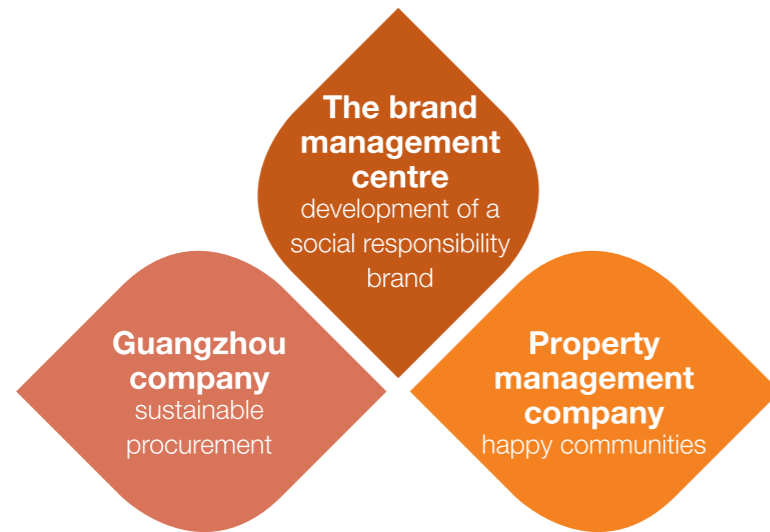 The brand
management
centre
development of a
social responsibility
brand
Guangzhou
company
sustainable
procurement
Property
management
company
happy communities